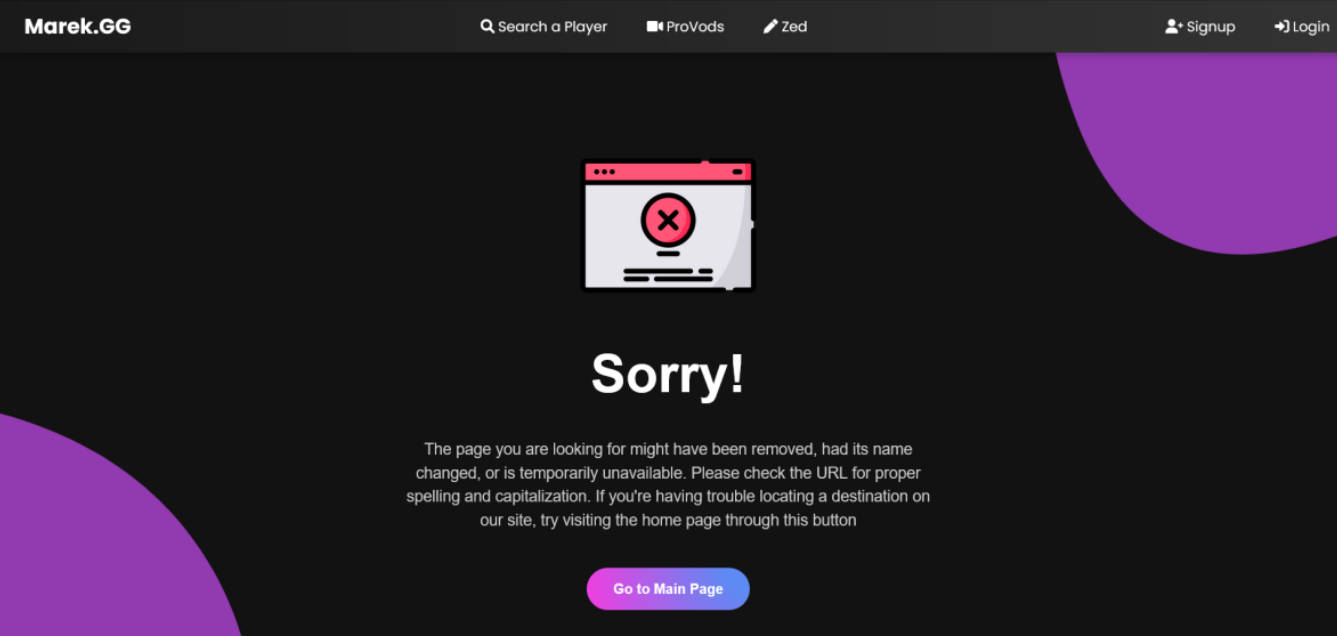 Marek.GG
Search a Player
ProVods
Zed
Signup
Login
Sorry!
The page you are looking for might have been removed, had its name
changed, or is temporarily unavailable. Please check the URL for proper
spelling and capitalization. If you're having trouble locating a destination on
our site, try visiting the home page through this button
Go to Main Page